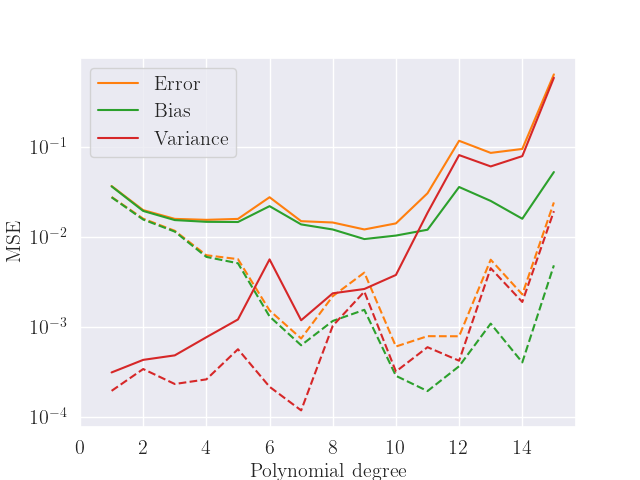 Error
Bias
Variance
10⁻¹
10⁻²
10⁻³
10⁻⁴
MSE
0 2 4 6 8 10 12 14
Polynomial degree